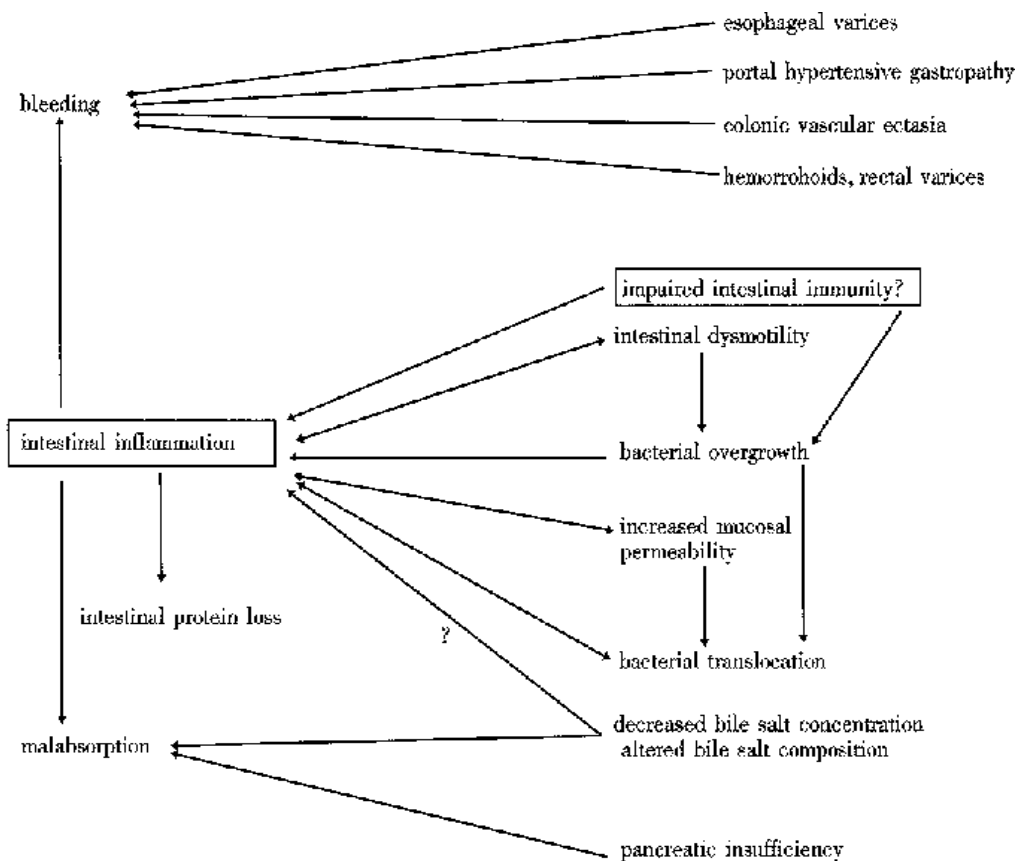 esophageal varices
portal hypertensive gastropathy
bleeding
colonic vascular ectasia
hemorrohoids, rectal varices
impaired intestinal immunity?
intestinal dysmotility
intestinal inflammation
bacterial overgrowth
increased mucosal
permeability
intestinal protein loss
?
bacterial translocation
decreased bile salt concentration
malabsorption
altered bile salt composition
pancreatic insufficiency